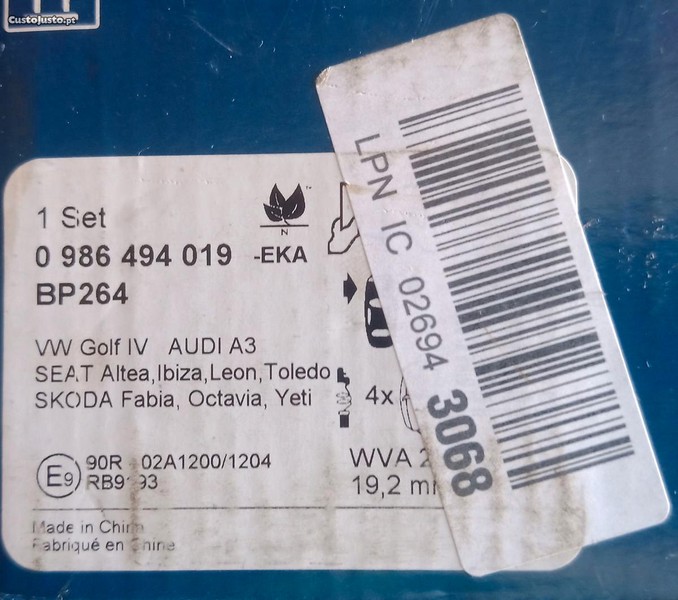 CustoJusto.pt
1 Set
N
0 986 494 019 -EKA
BP264
VW Golf IV AUDI A3
SEAT Altea,Ibiza,Leon,Toledo
SKODA Fabia, Octavia, Yeti
4x
E9
90R 02A1200/1204
WVA 2
19,2 m
Made in China
Fabriqué en Chine
LPN IC 02694 3068